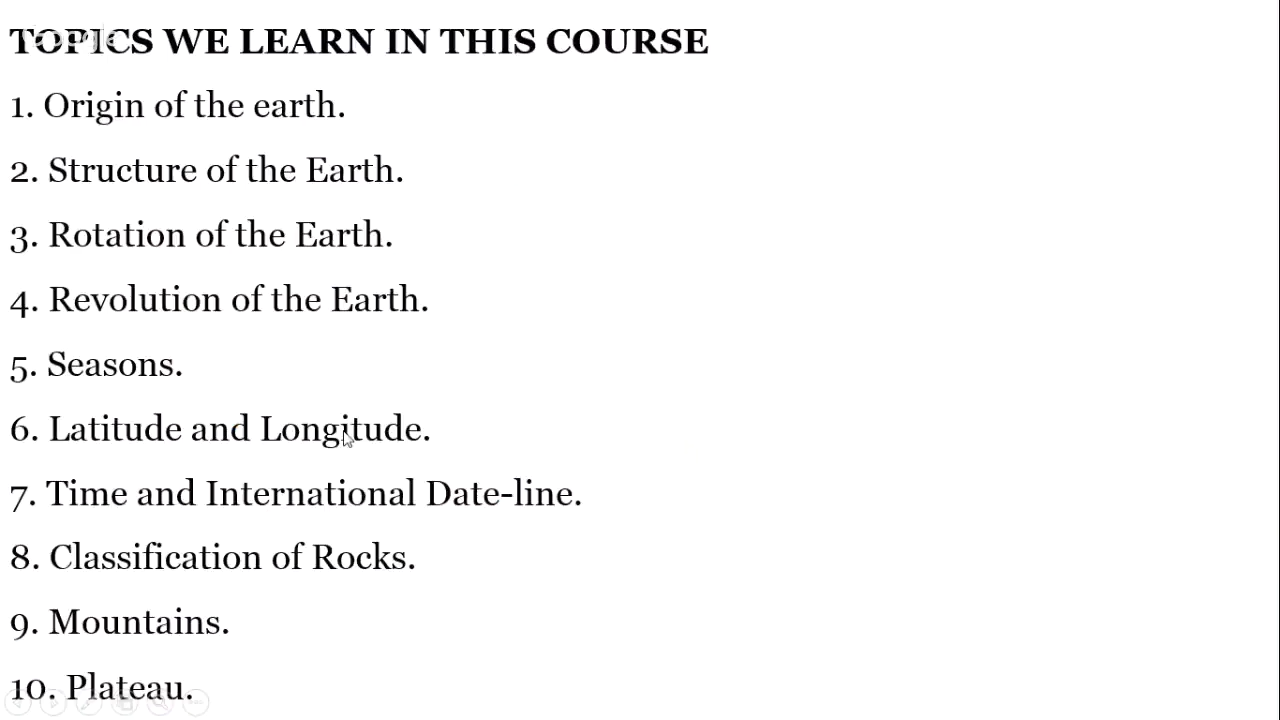 TOPICS WE LEARN IN THIS COURSE
1. Origin of the earth.
2. Structure of the Earth.
3. Rotation of the Earth.
4. Revolution of the Earth.
5. Seasons.
6. Latitude and Longitude.
7. Time and International Date-line.
8. Classification of Rocks.
9. Mountains.
10. Plateau.